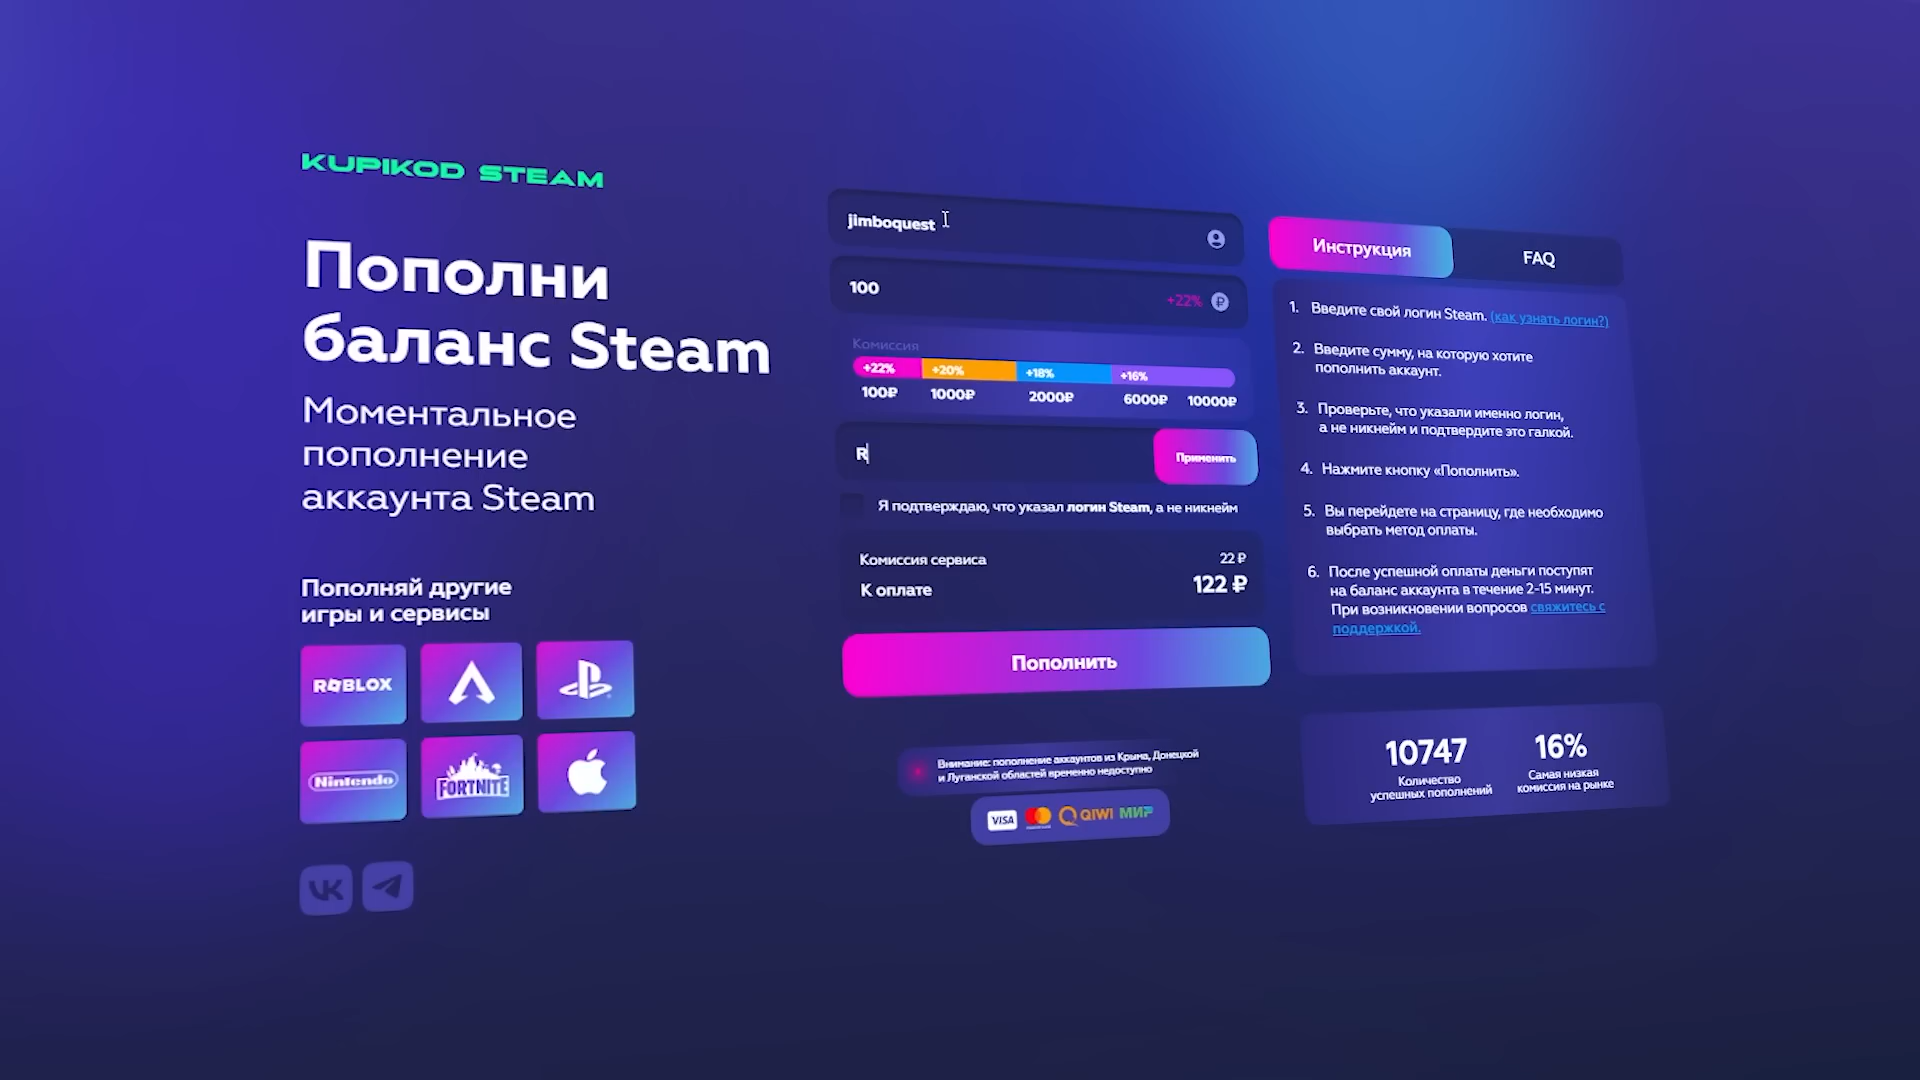 KUPIKOD STEAM
Пополни
баланс Steam
Моментальное
пополнение
аккаунта Steam
Пополняй другие
игры и сервисы
ROBLOX
Nintendo
FORTNITE
jimboquest
100
+22%
Комиссия
+22% +20% +18% +16%
100₽ 1000₽ 2000₽ 6000₽ 10000₽
R
Применить
Я подтверждаю, что указал логин Steam, а не никнейм
Комиссия сервиса 22 ₽
К оплате 122 ₽
Пополнить
Внимание: пополнение аккаунтов из Крыма, Донецкой
и Луганской областей временно недоступно
VISA QIWI МИР
Инструкция
FAQ
1. Введите свой логин Steam. (как узнать логин?)
2. Введите сумму, на которую хотите
пополнить аккаунт.
3. Проверьте, что указали именно логин,
а не никнейм и подтвердите это галкой.
4. Нажмите кнопку «Пополнить».
5. Вы перейдете на страницу, где необходимо
выбрать метод оплаты.
6. После успешной оплаты деньги поступят
на баланс аккаунта в течение 2-15 минут.
При возникновении вопросов свяжитесь с
поддержкой.
10747
Количество
успешных пополнений
16%
Самая низкая
комиссия на рынке